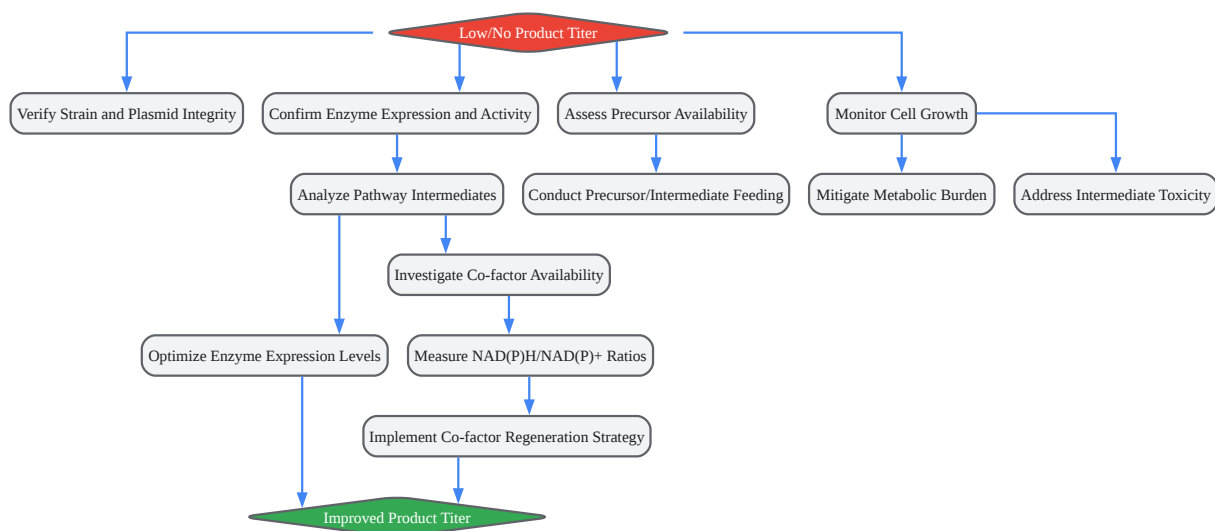 Low/No Product Titer
Verify Strain and Plasmid Integrity
Confirm Enzyme Expression and Activity
Assess Precursor Availability
Monitor Cell Growth
Analyze Pathway Intermediates
Conduct Precursor/Intermediate Feeding
Mitigate Metabolic Burden
Address Intermediate Toxicity
Investigate Co-factor Availability
Optimize Enzyme Expression Levels
Measure NAD(P)H/NAD(P)+ Ratios
Implement Co-factor Regeneration Strategy
Improved Product Titer